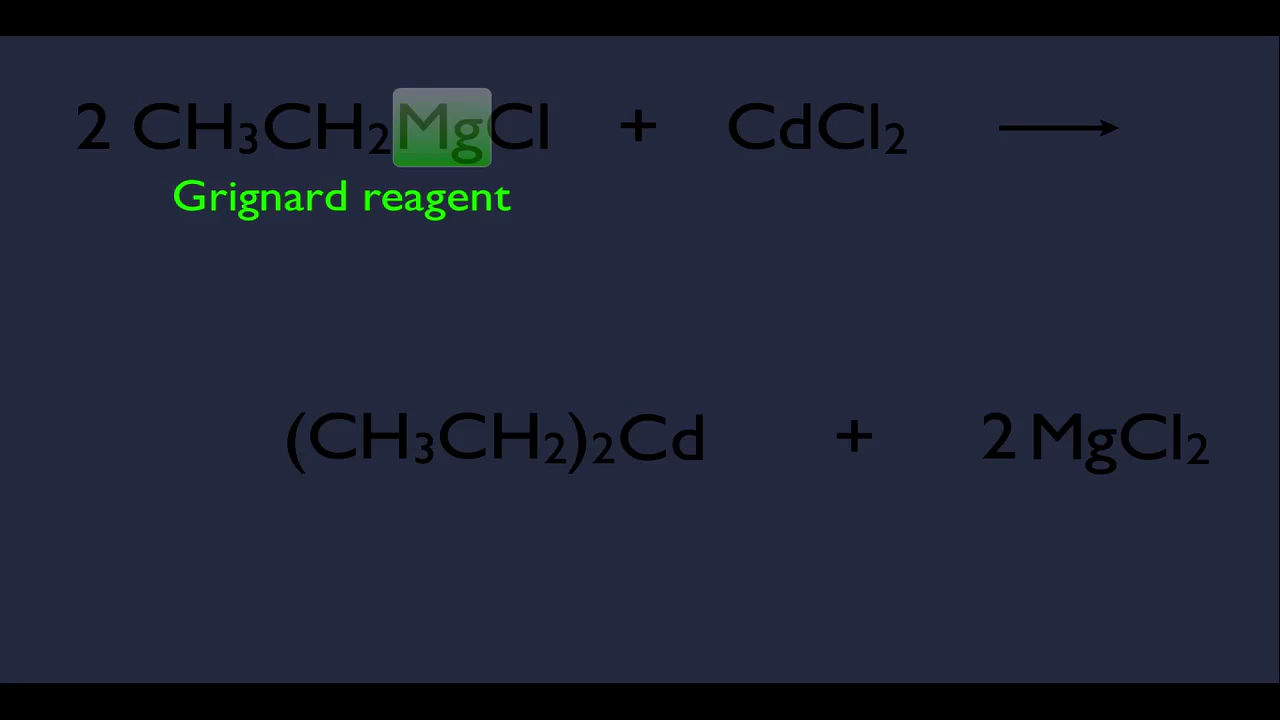 2 CH₃CH₂MgCl + CdCl₂ →
Grignard reagent
(CH₃CH₂)₂Cd + 2 MgCl₂